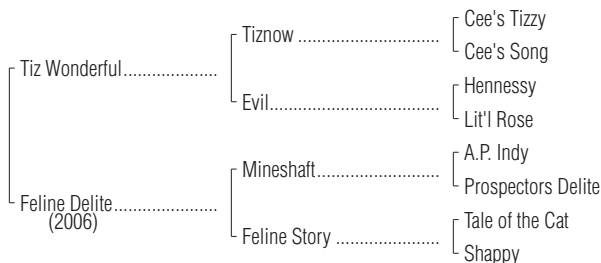 Cee's Tizzy
Tiznow ..............................
Cee's Song
Tiz Wonderful....................
Hennessy
Evil....................................
Lit'l Rose
A.P. Indy
Mineshaft..........................
Prospectors Delite
Feline Delite......................
(2006)
Tale of the Cat
Feline Story ......................
Shappy